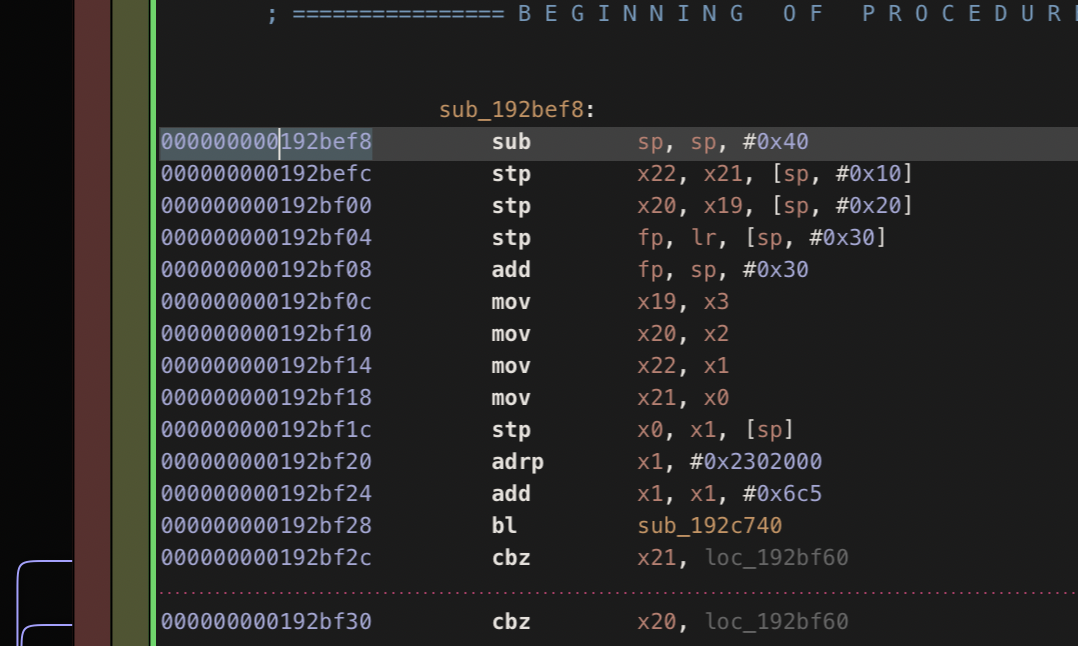 ; ================ B E G I N N I N G   O F   P R O C E D U R E
sub_192bef8:
000000000192bef8 sub sp, sp, #0x40
000000000192befc stp x22, x21, [sp, #0x10]
000000000192bf00 stp x20, x19, [sp, #0x20]
000000000192bf04 stp fp, lr, [sp, #0x30]
000000000192bf08 add fp, sp, #0x30
000000000192bf0c mov x19, x3
000000000192bf10 mov x20, x2
000000000192bf14 mov x22, x1
000000000192bf18 mov x21, x0
000000000192bf1c stp x0, x1, [sp]
000000000192bf20 adrp x1, #0x2302000
000000000192bf24 add x1, x1, #0x6c5
000000000192bf28 bl sub_192c740
000000000192bf2c cbz x21, loc_192bf60
000000000192bf30 cbz x20, loc_192bf60